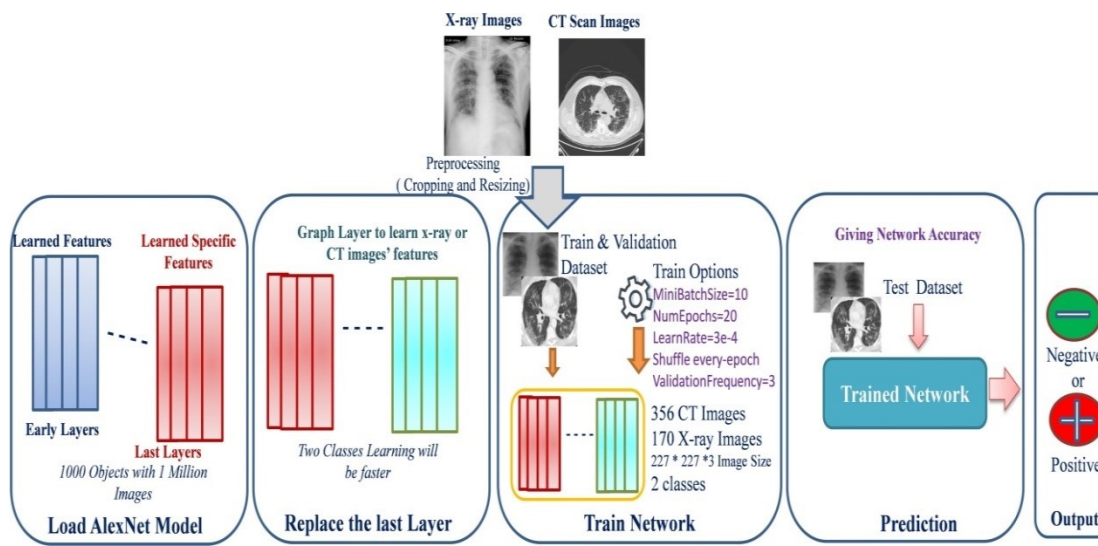 X-ray Images
CT Scan Images
Preprocessing
( Cropping and Resizing)
Learned Features
Learned Specific
Features
Early Layers
Last Layers
1000 Objects with 1 Million
Images
Load AlexNet Model
Graph Layer to learn x-ray or
CT images' features
Two Classes Learning will
be faster
Replace the last Layer
Train & Validation
Dataset
Train Options
MiniBatchSize=10
NumEpochs=20
LearnRate=3e-4
Shuffle every-epoch
ValidationFrequency=3
356 CT Images
170 X-ray Images
227 * 227 *3 Image Size
2 classes
Train Network
Giving Network Accuracy
Test Dataset
Trained Network
Prediction
Negative
or
Positive
Output